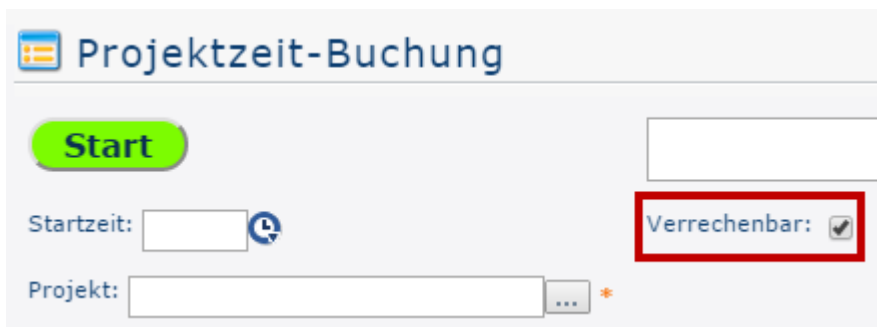 Projektzeit-Buchung
Start
Startzeit:
Verrechenbar:
Projekt:
... *